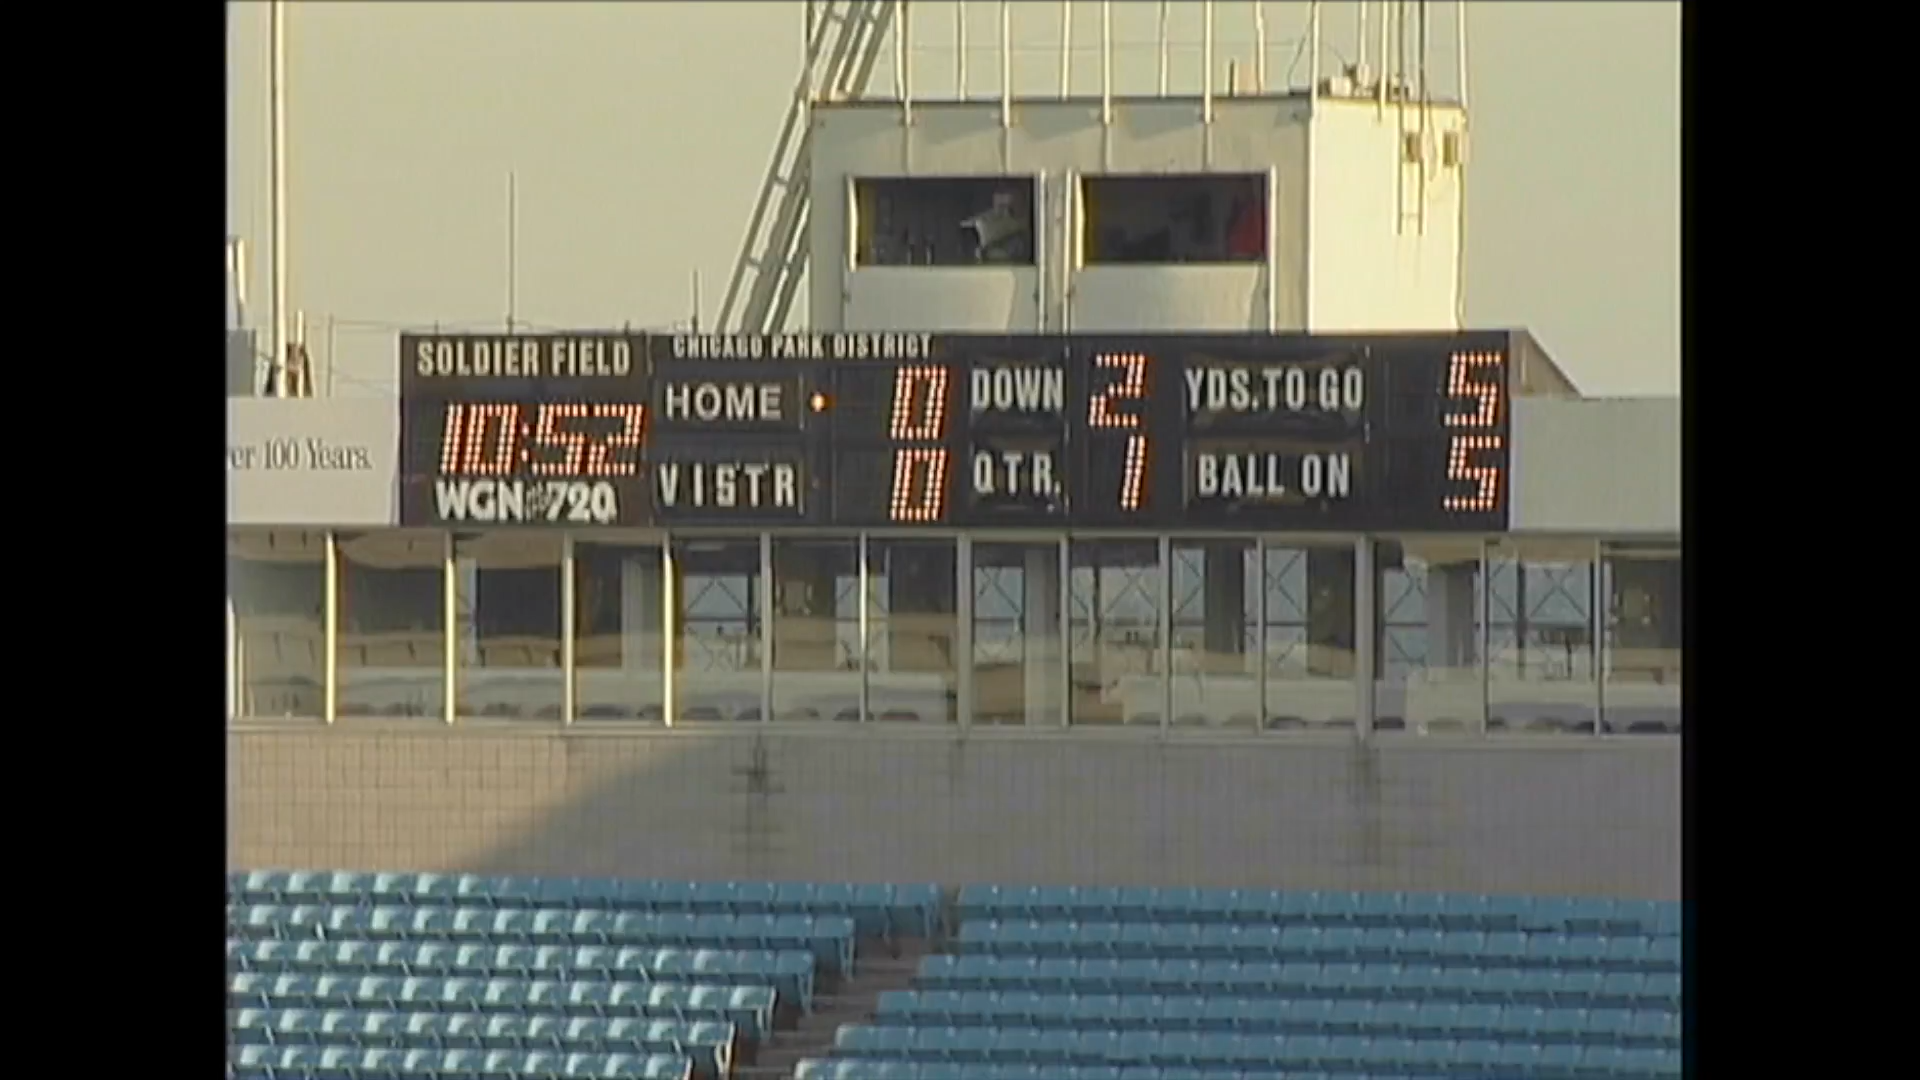 SOLDIER FIELD
CHICAGO PARK DISTRICT
HOME 0 DOWN 2 YDS.TO GO 5
10:52
VISTR 0 QTR. 1 BALL ON 5
WGN 720
100 Years.